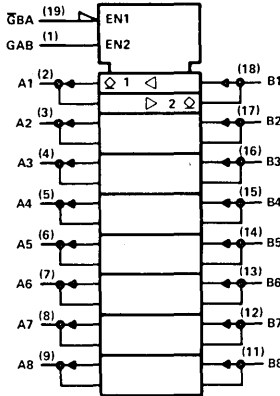 G̅BA (19) EN1
GAB (1) EN2
A1 (2) 1 (18) B1
2
A2 (3) (17) B2
A3 (4) (16) B3
A4 (5) (15) B4
A5 (6) (14) B5
A6 (7) (13) B6
A7 (8) (12) B7
A8 (9) (11) B8